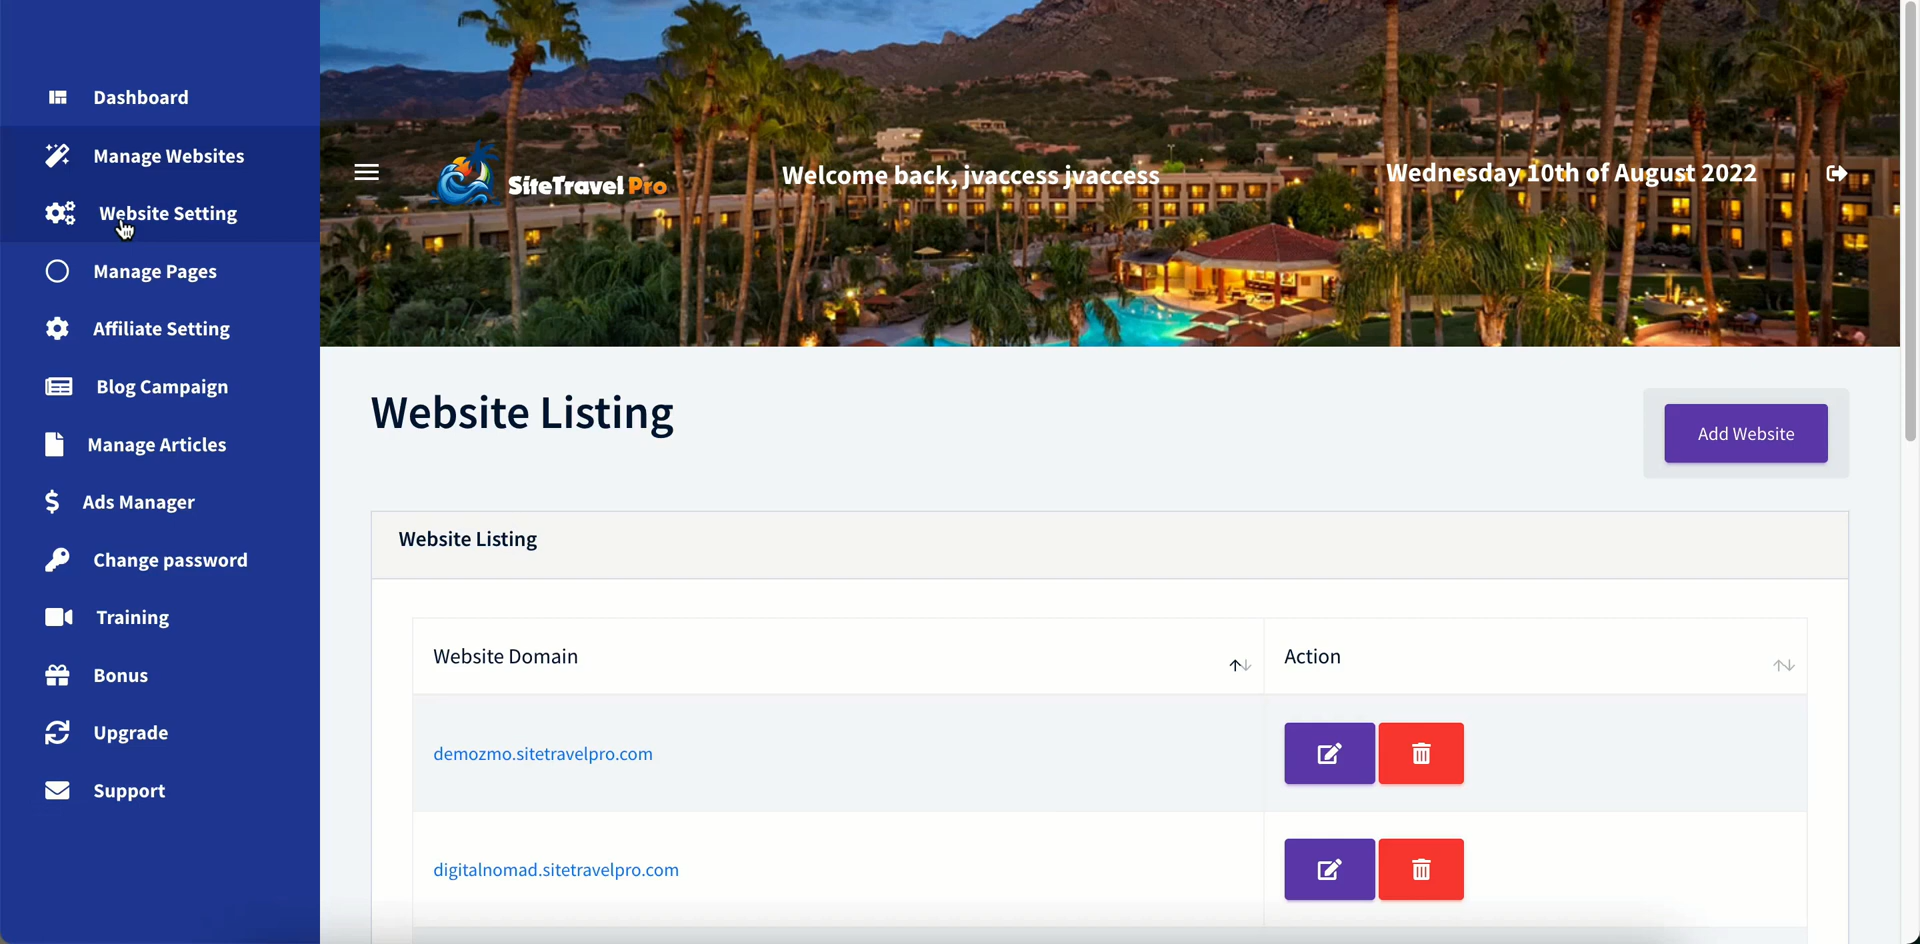 Dashboard
Manage Websites
Website Setting
Manage Pages
Affiliate Setting
Blog Campaign
Manage Articles
Ads Manager
Change password
Training
Bonus
Upgrade
Support
SiteTravel Pro
Welcome back, jvaccess jvaccess
Wednesday 10th of August 2022
Website Listing
Add Website
Website Listing
Website Domain
Action
demozmo.sitetravelpro.com
digitalnomad.sitetravelpro.com